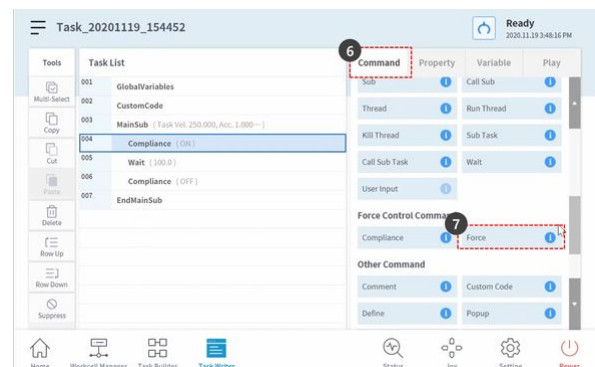 Task_20201119_154452
Ready
2020.11.19 3:48:16 PM
6
Tools
Task List
Command
Property
Variable
Play
Multi-Select
Copy
Cut
Paste
Delete
Row Up
Row Down
Suppress
001 GlobalVariables
002 CustomCode
003 MainSub ( Task Vel. 250.000, Acc. 1.000··· )
004 Compliance ( ON )
005 Wait ( 100.0 )
006 Compliance ( OFF )
007 EndMainSub
Sub
Call Sub
Thread
Run Thread
Kill Thread
Sub Task
Call Sub Task
Wait
User Input
Force Control Comman
7
Compliance
Force
Other Command
Comment
Custom Code
Define
Popup
Home
Workcell Manager
Task Builder
Task Writer
Status
Jog
Setting
Power